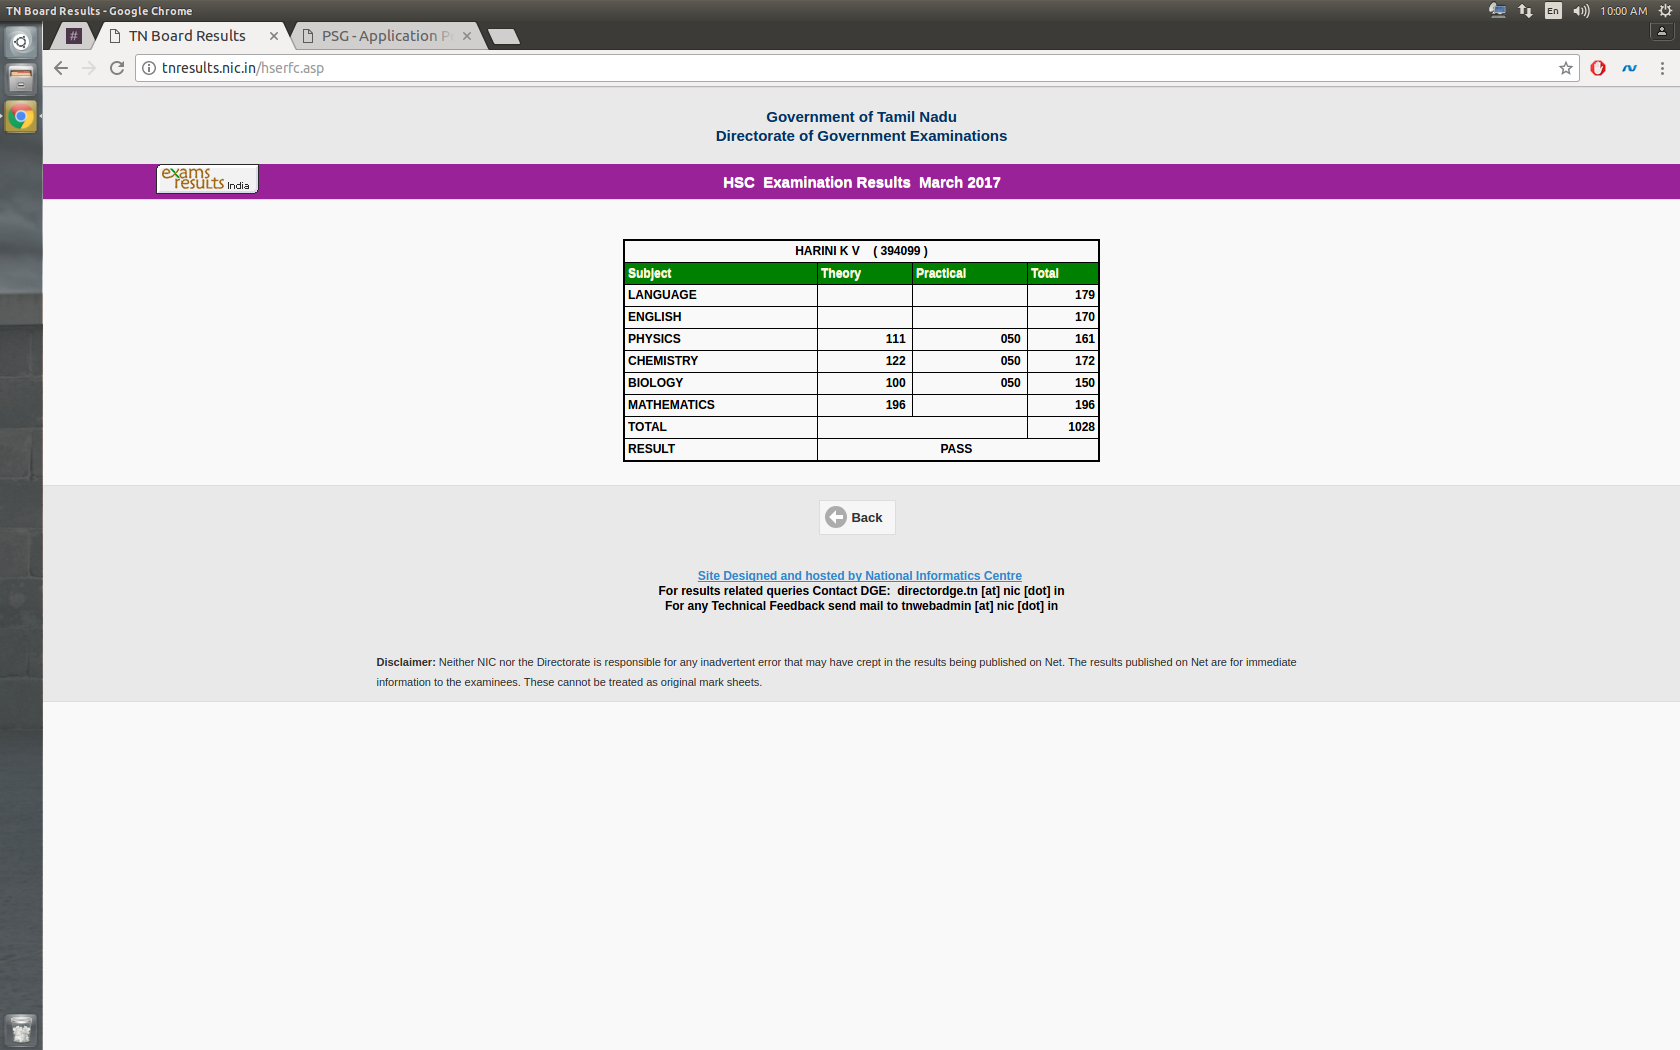 TN Board Results - Google Chrome
En
10:00 AM
#
TN Board Results
PSG - Application
tnresults.nic.in/hserfc.asp
Government of Tamil Nadu
Directorate of Government Examinations
exams
results India
HSC  Examination Results  March 2017
HARINI K V    ( 394099 )
Subject Theory Practical Total
LANGUAGE 179
ENGLISH 170
PHYSICS 111 050 161
CHEMISTRY 122 050 172
BIOLOGY 100 050 150
MATHEMATICS 196 196
TOTAL 1028
RESULT PASS
Back
Site Designed and hosted by National Informatics Centre
For results related queries Contact DGE:  directordge.tn [at] nic [dot] in
For any Technical Feedback send mail to tnwebadmin [at] nic [dot] in
Disclaimer: Neither NIC nor the Directorate is responsible for any inadvertent error that may have crept in the results being published on Net. The results published on Net are for immediate
information to the examinees. These cannot be treated as original mark sheets.